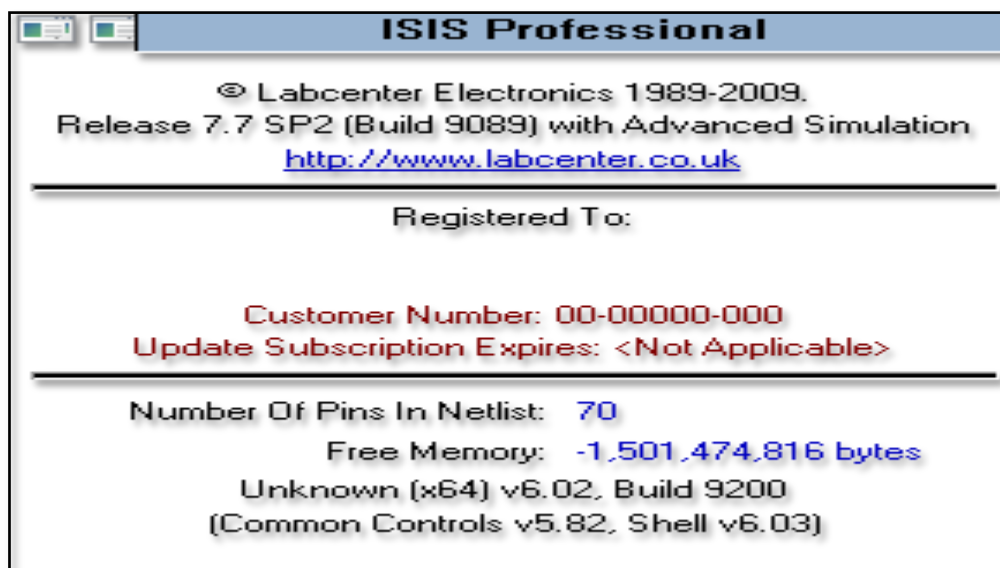 ISIS Professional
© Labcenter Electronics 1989-2009.
Release 7.7 SP2 (Build 9089) with Advanced Simulation
http://www.labcenter.co.uk
Registered To:
Customer Number: 00-00000-000
Update Subscription Expires: <Not Applicable>
Number Of Pins In Netlist: 70
Free Memory: -1,501,474,816 bytes
Unknown (x64) v6.02, Build 9200
(Common Controls v5.82, Shell v6.03)